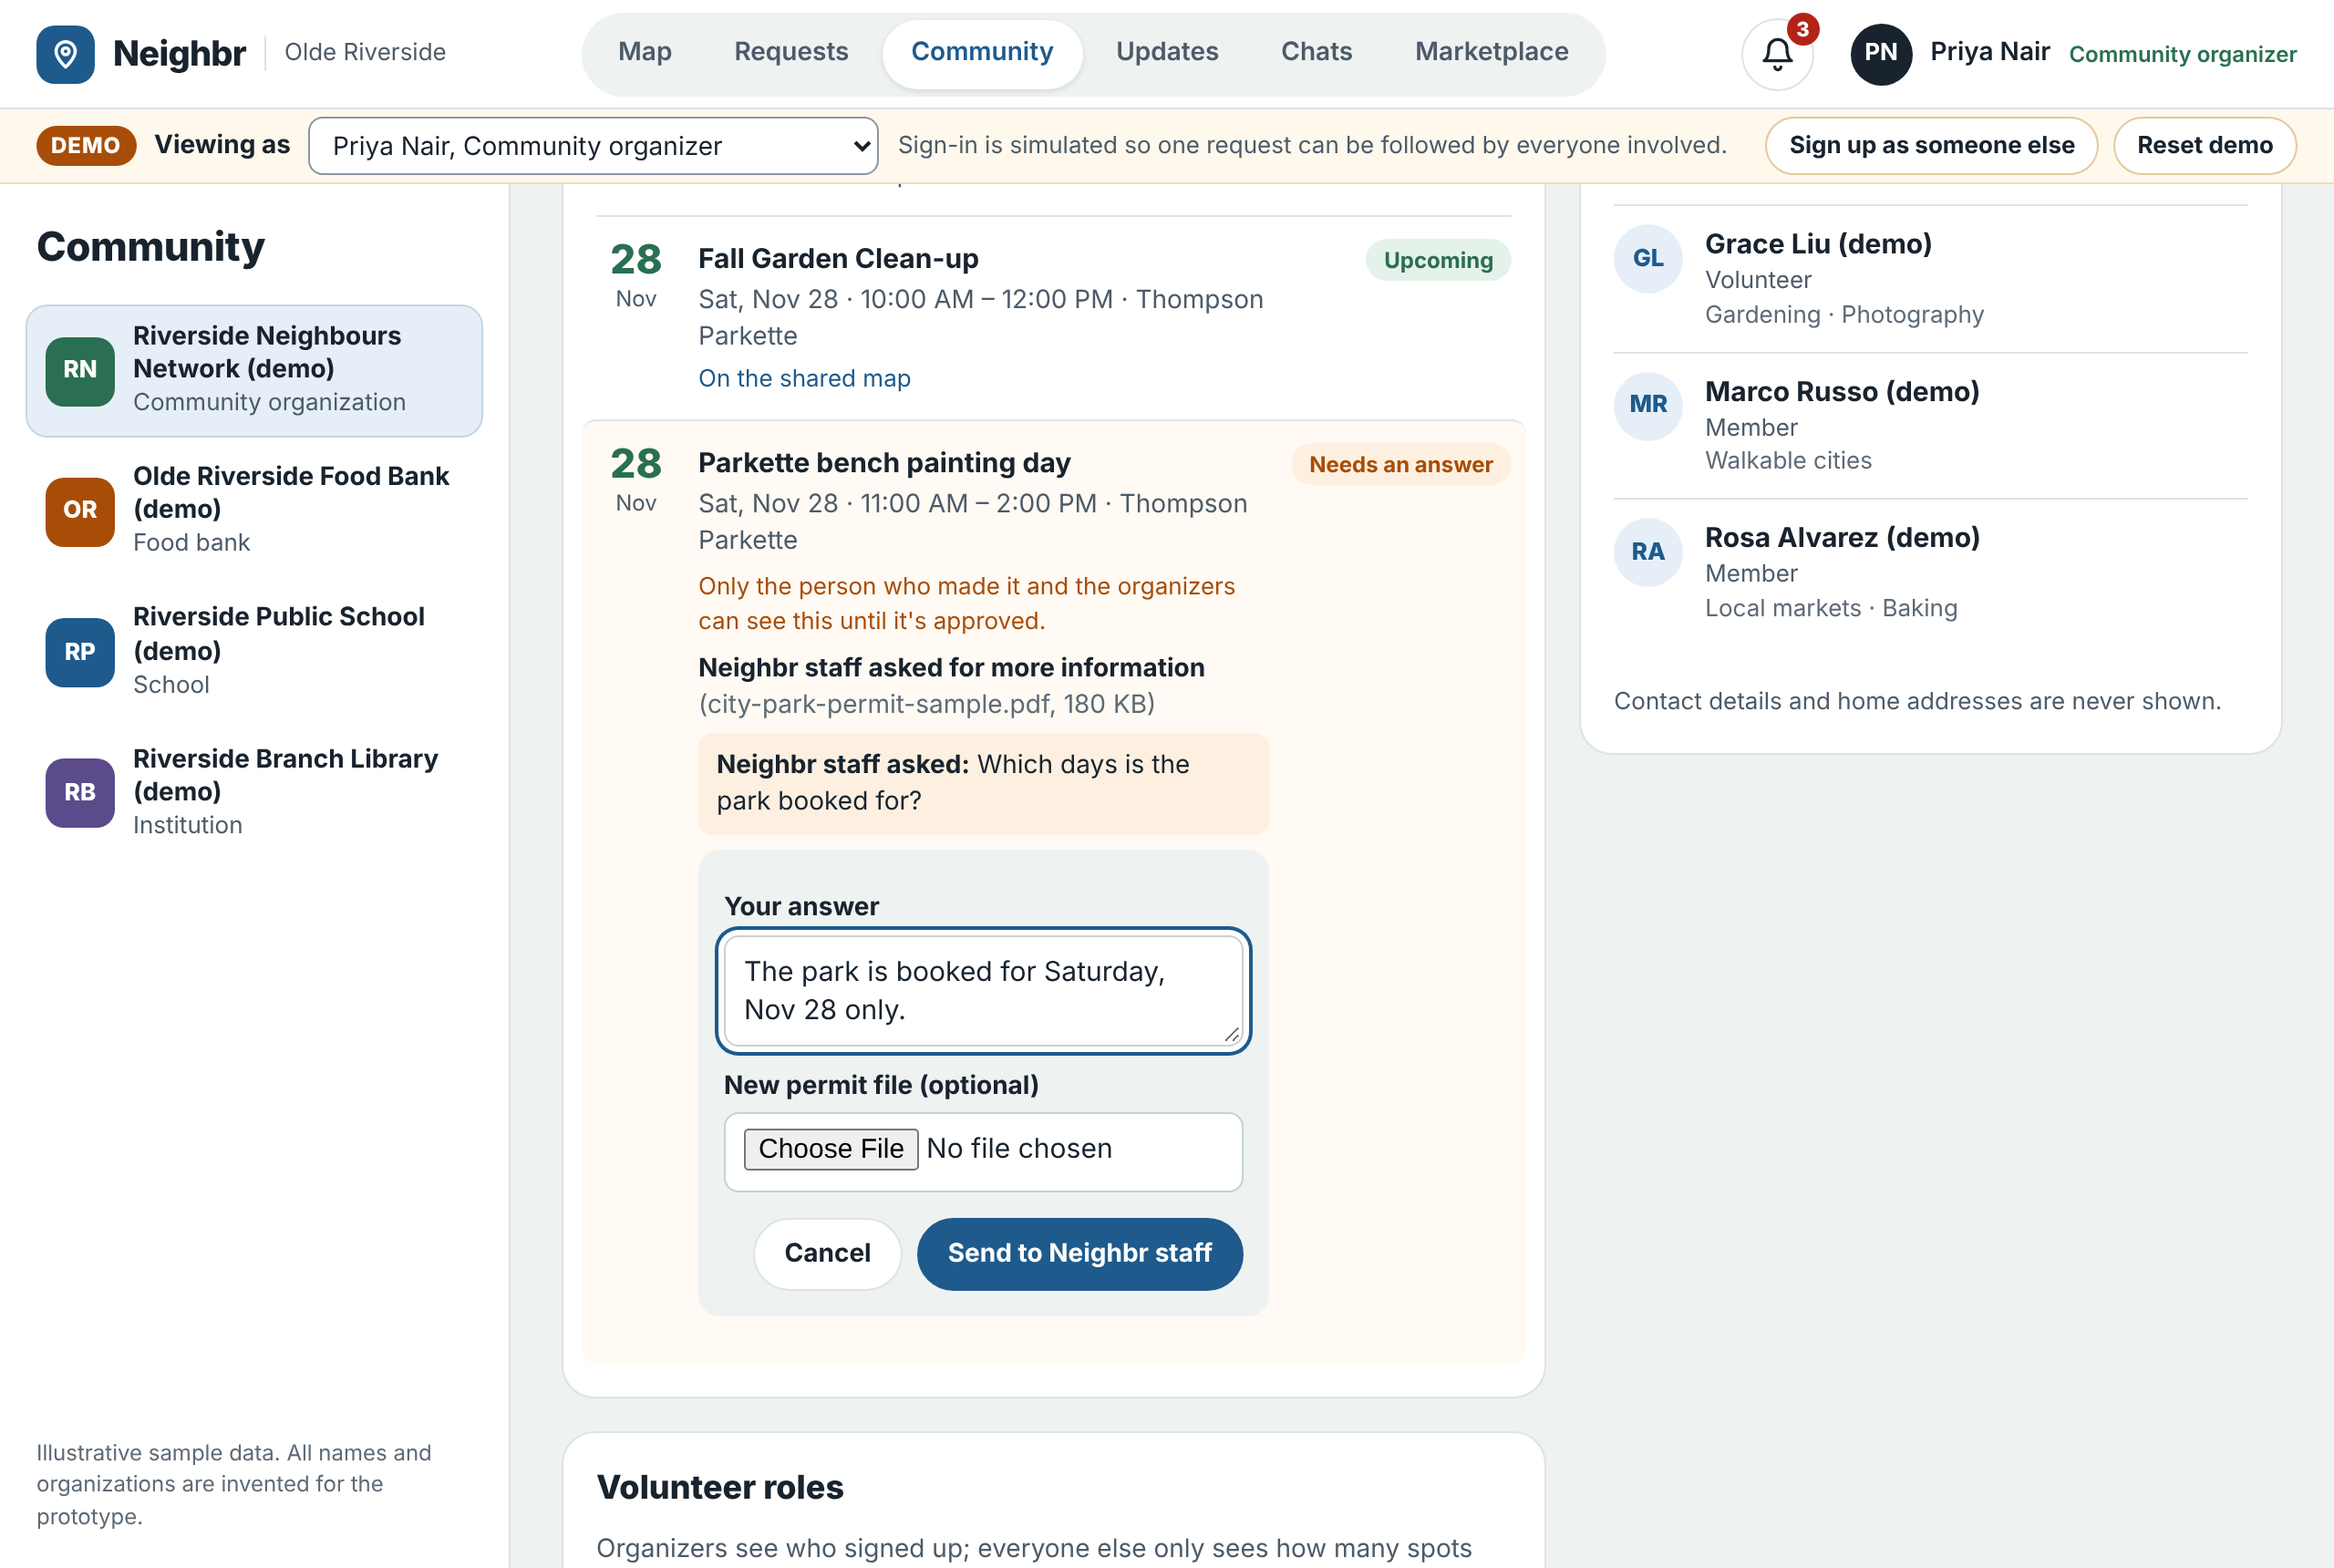 Neighbr
Olde Riverside
Map
Requests
Community
Updates
Chats
Marketplace
3
PN
Priya Nair
Community organizer
DEMO
Viewing as
Priya Nair, Community organizer
Sign-in is simulated so one request can be followed by everyone involved.
Sign up as someone else
Reset demo
Community
RN
Riverside Neighbours
Network (demo)
Community organization
OR
Olde Riverside Food Bank
(demo)
Food bank
RP
Riverside Public School
(demo)
School
RB
Riverside Branch Library
(demo)
Institution
Illustrative sample data. All names and
organizations are invented for the
prototype.
28
Nov
Fall Garden Clean-up
Upcoming
Sat, Nov 28 · 10:00 AM – 12:00 PM · Thompson
Parkette
On the shared map
28
Nov
Parkette bench painting day
Needs an answer
Sat, Nov 28 · 11:00 AM – 2:00 PM · Thompson
Parkette
Only the person who made it and the organizers
can see this until it's approved.
Neighbr staff asked for more information
(city-park-permit-sample.pdf, 180 KB)
Neighbr staff asked: Which days is the
park booked for?
Your answer
The park is booked for Saturday,
Nov 28 only.
New permit file (optional)
Choose File No file chosen
Cancel
Send to Neighbr staff
Volunteer roles
Organizers see who signed up; everyone else only sees how many spots
GL
Grace Liu (demo)
Volunteer
Gardening · Photography
MR
Marco Russo (demo)
Member
Walkable cities
RA
Rosa Alvarez (demo)
Member
Local markets · Baking
Contact details and home addresses are never shown.